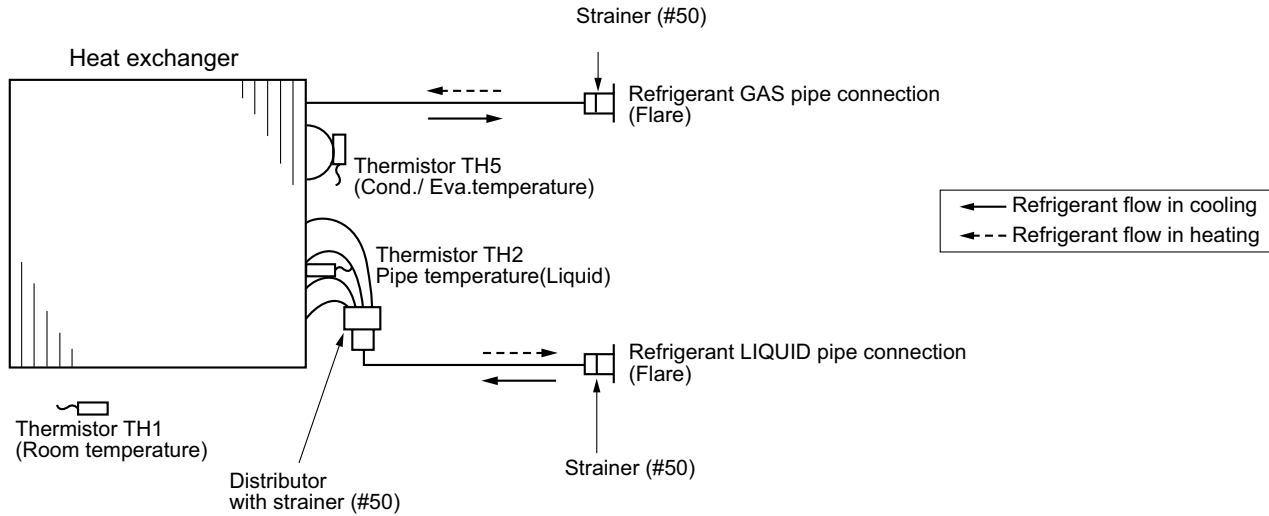 Strainer (#50)
Heat exchanger
Refrigerant GAS pipe connection
(Flare)
Thermistor TH5
(Cond./ Eva.temperature)
Refrigerant flow in cooling
Refrigerant flow in heating
Thermistor TH2
Pipe temperature(Liquid)
Refrigerant LIQUID pipe connection
(Flare)
Thermistor TH1
(Room temperature)
Strainer (#50)
Distributor
with strainer (#50)